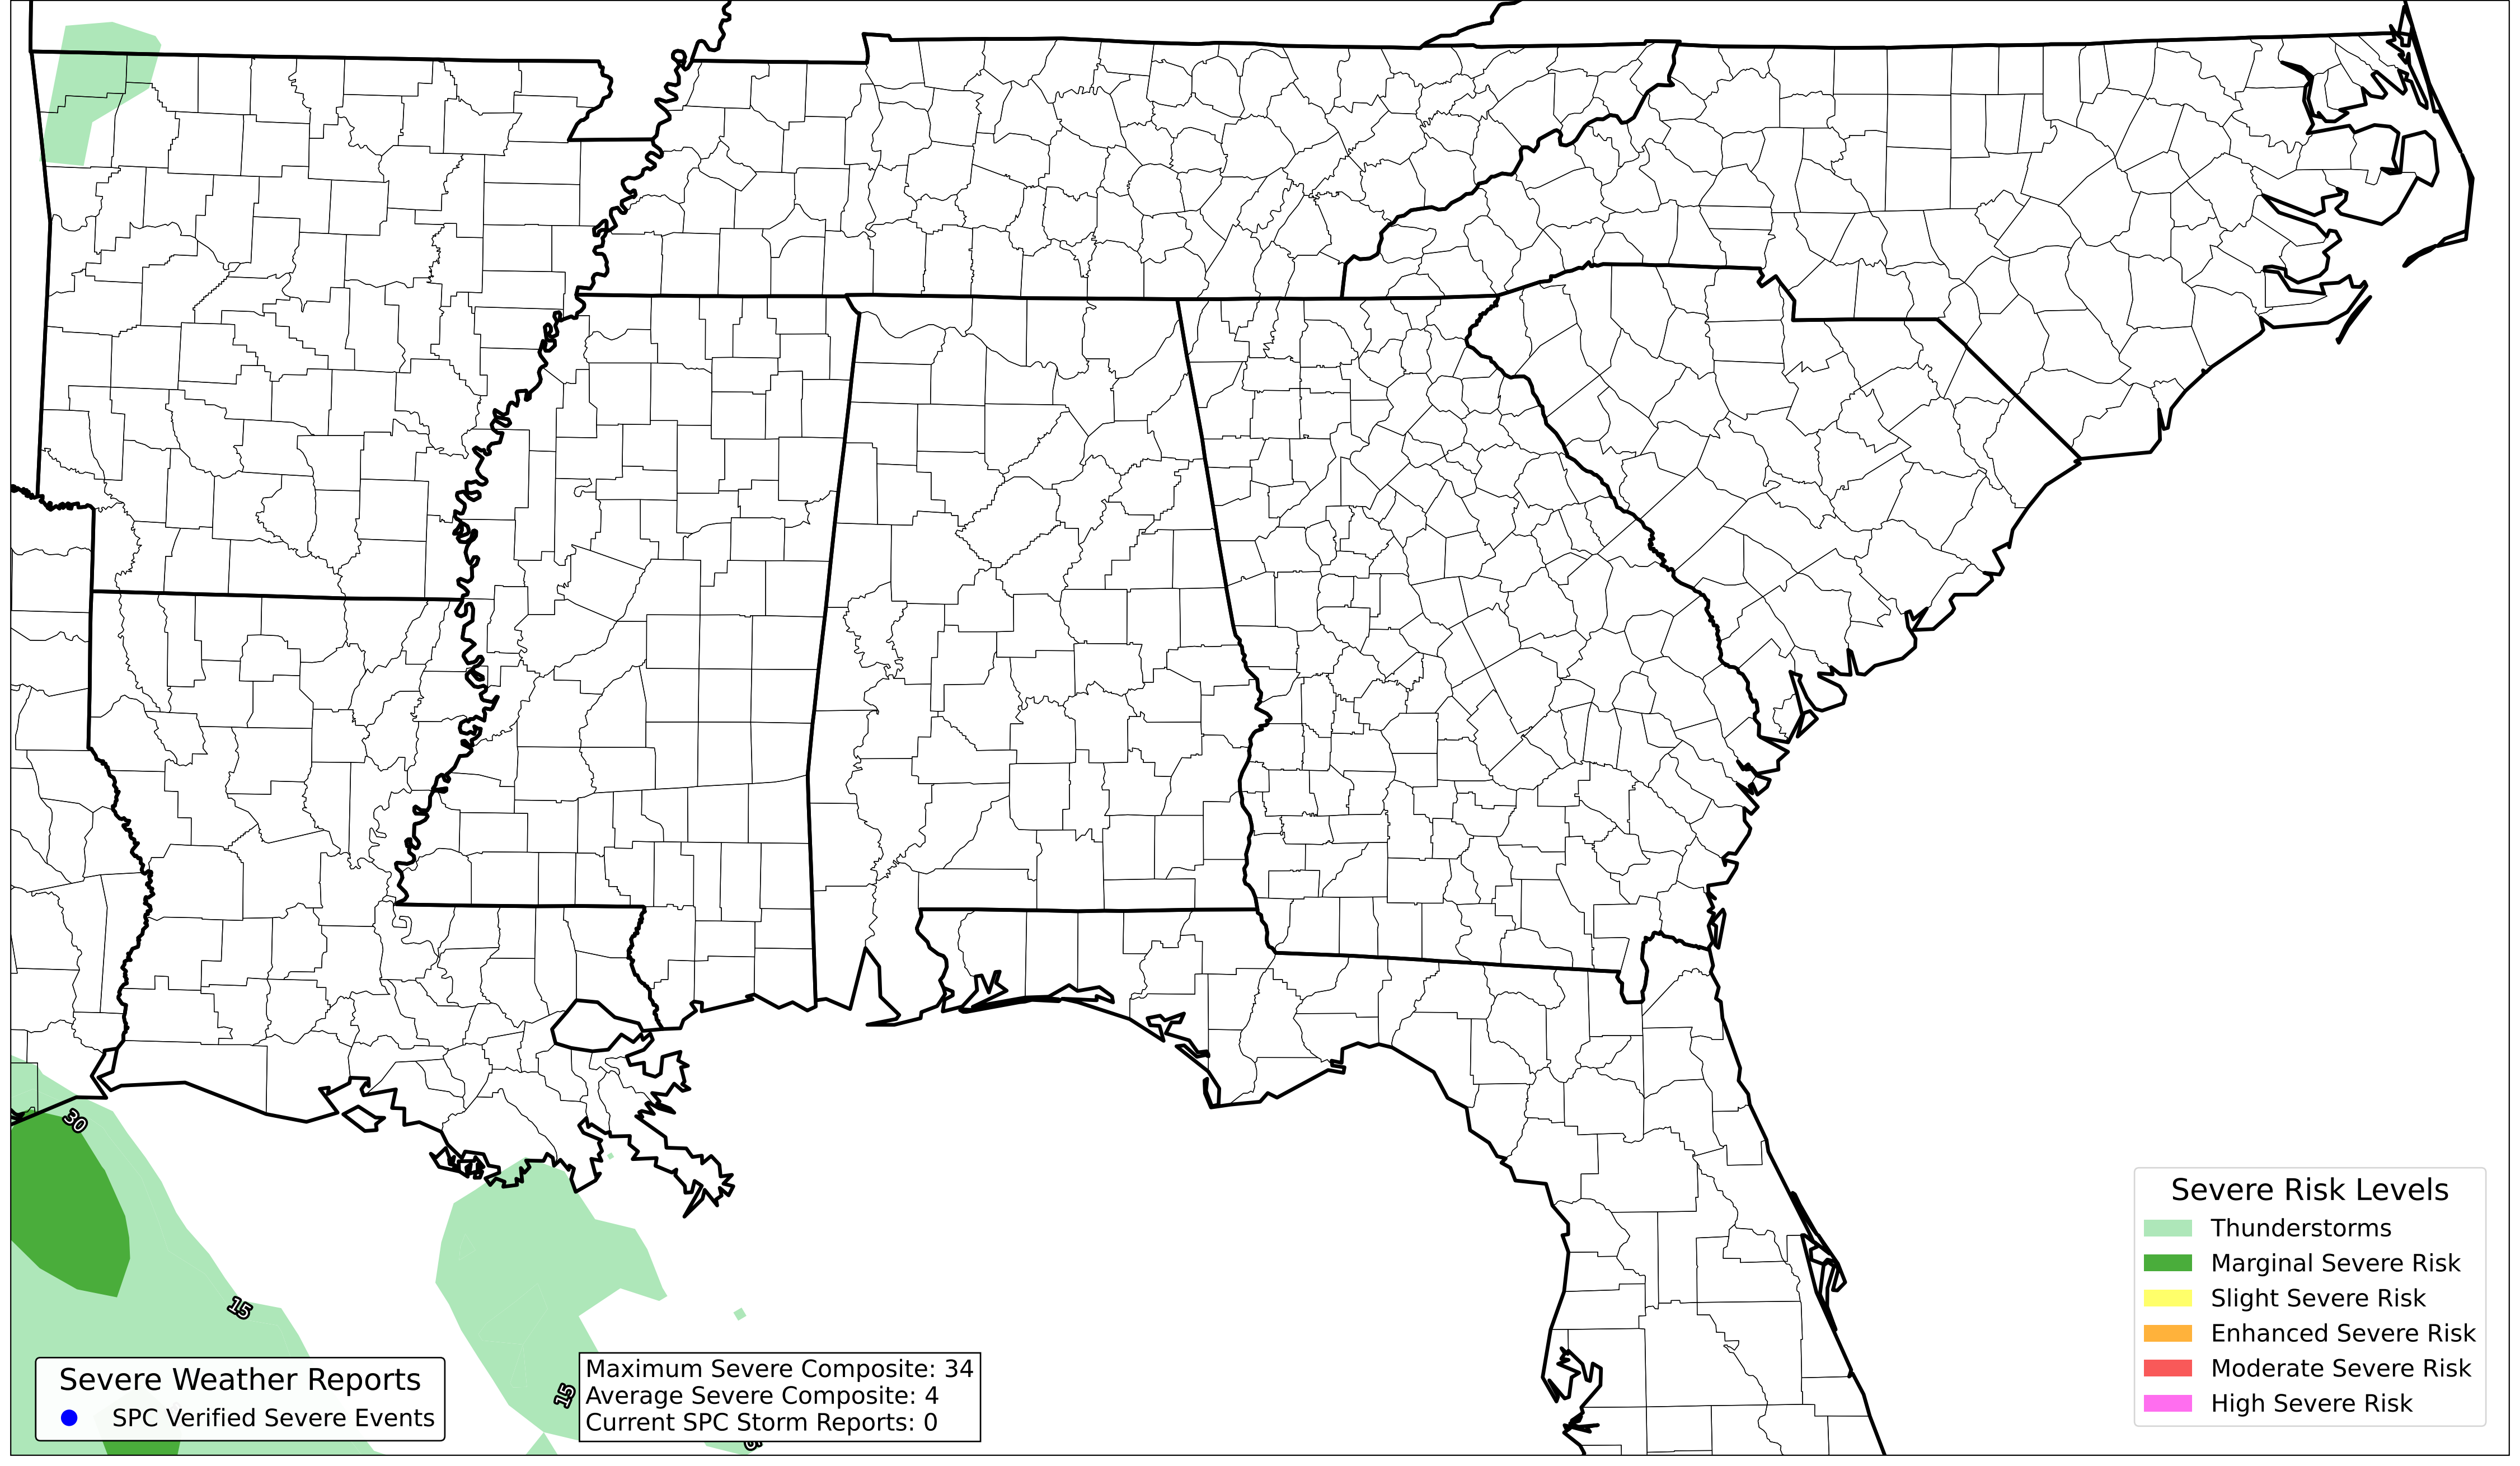 30
15
15
Severe Weather Reports
SPC Verified Severe Events
Maximum Severe Composite: 34
Average Severe Composite: 4
Current SPC Storm Reports: 0
Severe Risk Levels
Thunderstorms
Marginal Severe Risk
Slight Severe Risk
Enhanced Severe Risk
Moderate Severe Risk
High Severe Risk